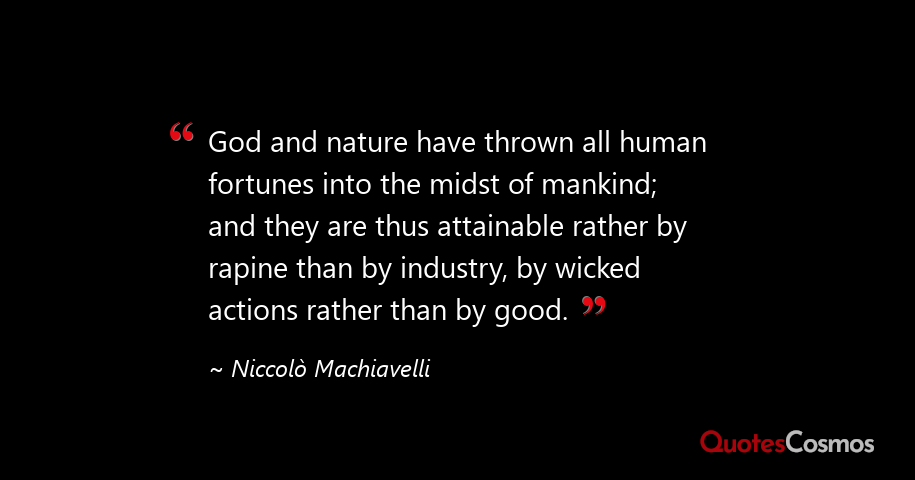 “ God and nature have thrown all human
fortunes into the midst of mankind;
and they are thus attainable rather by
rapine than by industry, by wicked
actions rather than by good. ”
~ Niccolò Machiavelli
QuotesCosmos